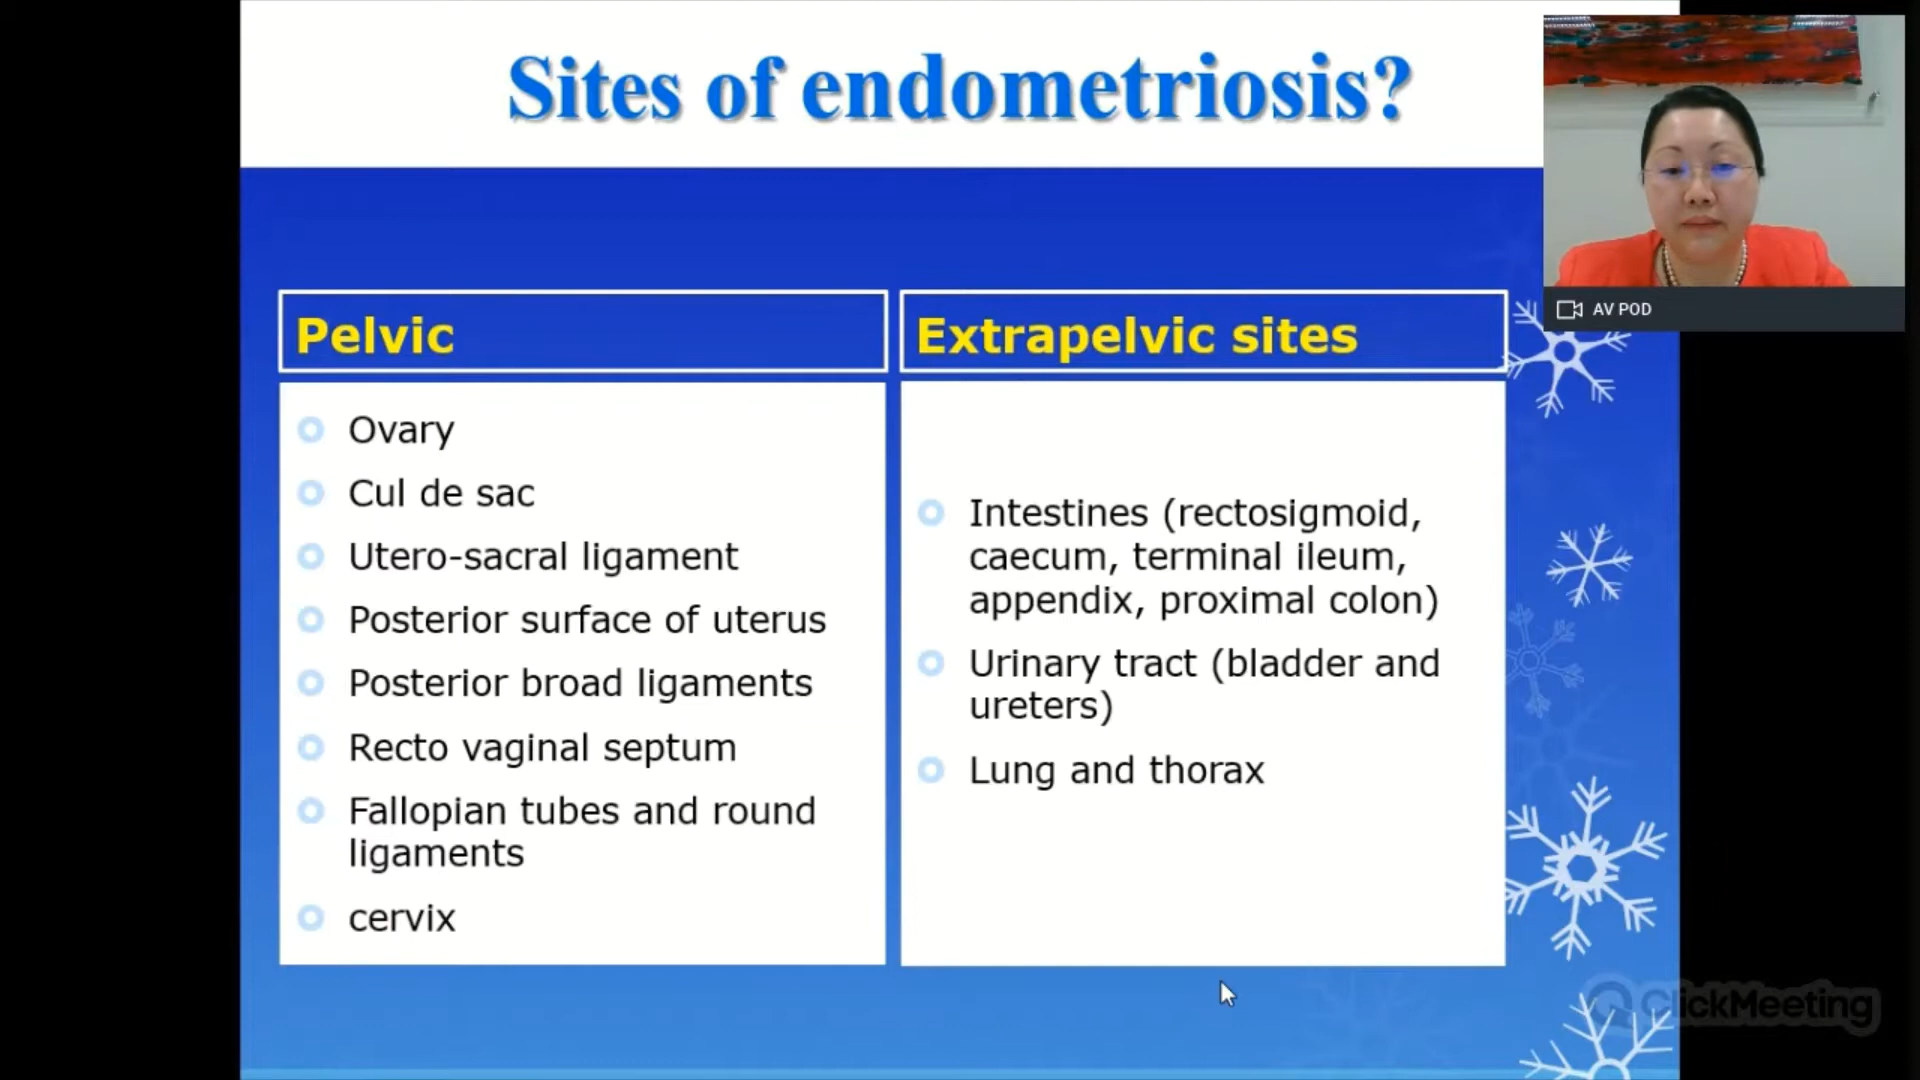 Sites of endometriosis?
AV POD
Pelvic
Ovary
Cul de sac
Utero-sacral ligament
Posterior surface of uterus
Posterior broad ligaments
Recto vaginal septum
Fallopian tubes and round
ligaments
cervix
Extrapelvic sites
Intestines (rectosigmoid,
caecum, terminal ileum,
appendix, proximal colon)
Urinary tract (bladder and
ureters)
Lung and thorax
ClickMeeting